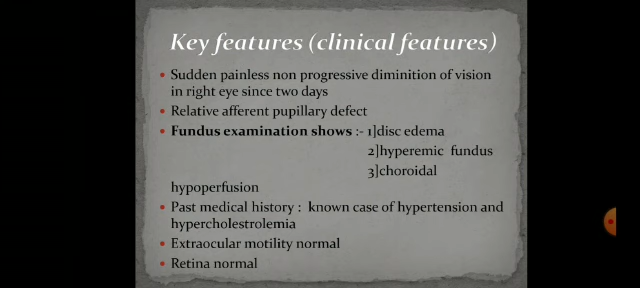 Key features (clinical features)
Sudden painless non progressive diminition of vision
in right eye since two days
Relative afferent pupillary defect
Fundus examination shows :- 1]disc edema
2]hyperemic fundus
3]choroidal
hypoperfusion
Past medical history : known case of hypertension and
hypercholestrolemia
Extraocular motility normal
Retina normal